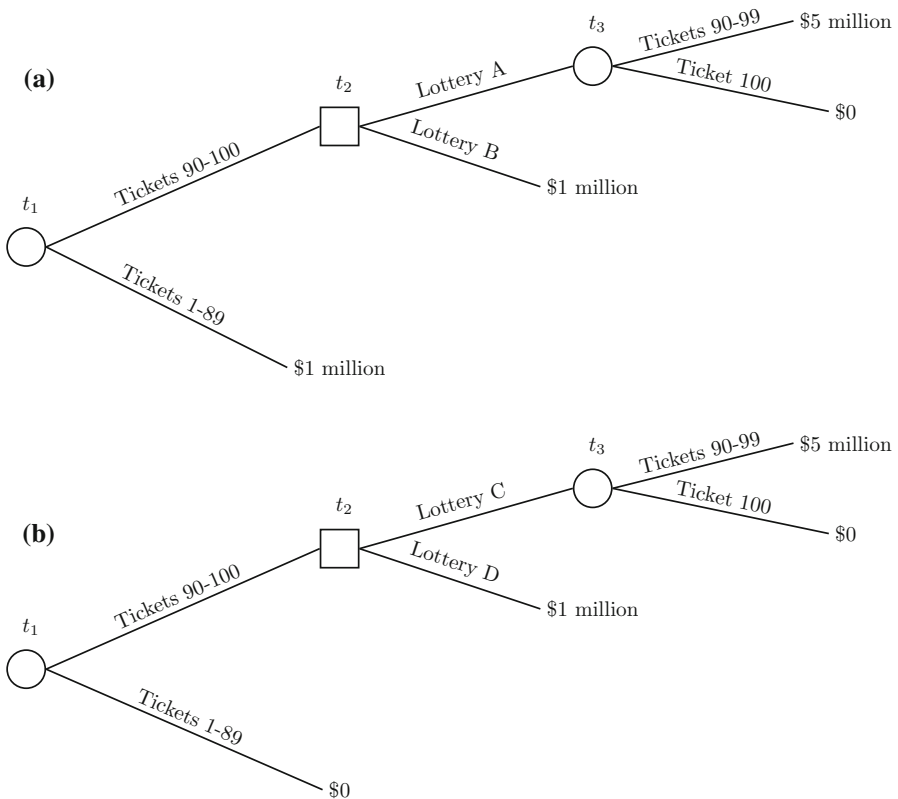 (a)
t1
Tickets 90-100
Tickets 1-89
$1 million
t2
Lottery A
Lottery B
$1 million
t3
Tickets 90-99
$5 million
Ticket 100
$0
(b)
t1
Tickets 90-100
Tickets 1-89
$0
t2
Lottery C
Lottery D
$1 million
t3
Tickets 90-99
$5 million
Ticket 100
$0